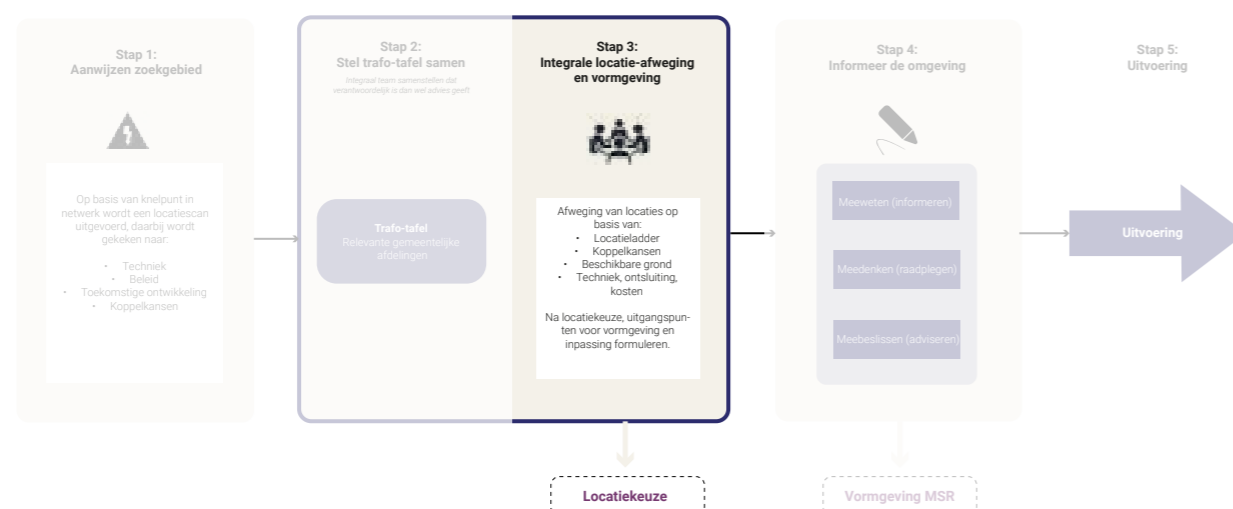 Stap 1:
Aanwijzen zoekgebied
Op basis van knelpunt in
netwerk wordt een locatiescan
uitgevoerd, daarbij wordt
gekeken naar:
• Techniek
• Beleid
• Toekomstige ontwikkeling
• Koppelkansen
Stap 2:
Stel trafo-tafel samen
Integraal team samenstellen dat
verantwoordelijk is dan wel advies geeft
Trafo-tafel
Relevante gemeentelijke
afdelingen
Stap 3:
Integrale locatie-afweging
en vormgeving
Afweging van locaties op
basis van:
• Locatieladder
• Koppelkansen
• Beschikbare grond
• Techniek, ontsluiting,
kosten
Na locatiekeuze, uitgangspun-
ten voor vormgeving en
inpassing formuleren.
Locatiekeuze
Stap 4:
Informeer de omgeving
Meeweten (informeren)
Meedenken (raadplegen)
Meebeslissen (adviseren)
Vormgeving MSR
Stap 5:
Uitvoering
Uitvoering